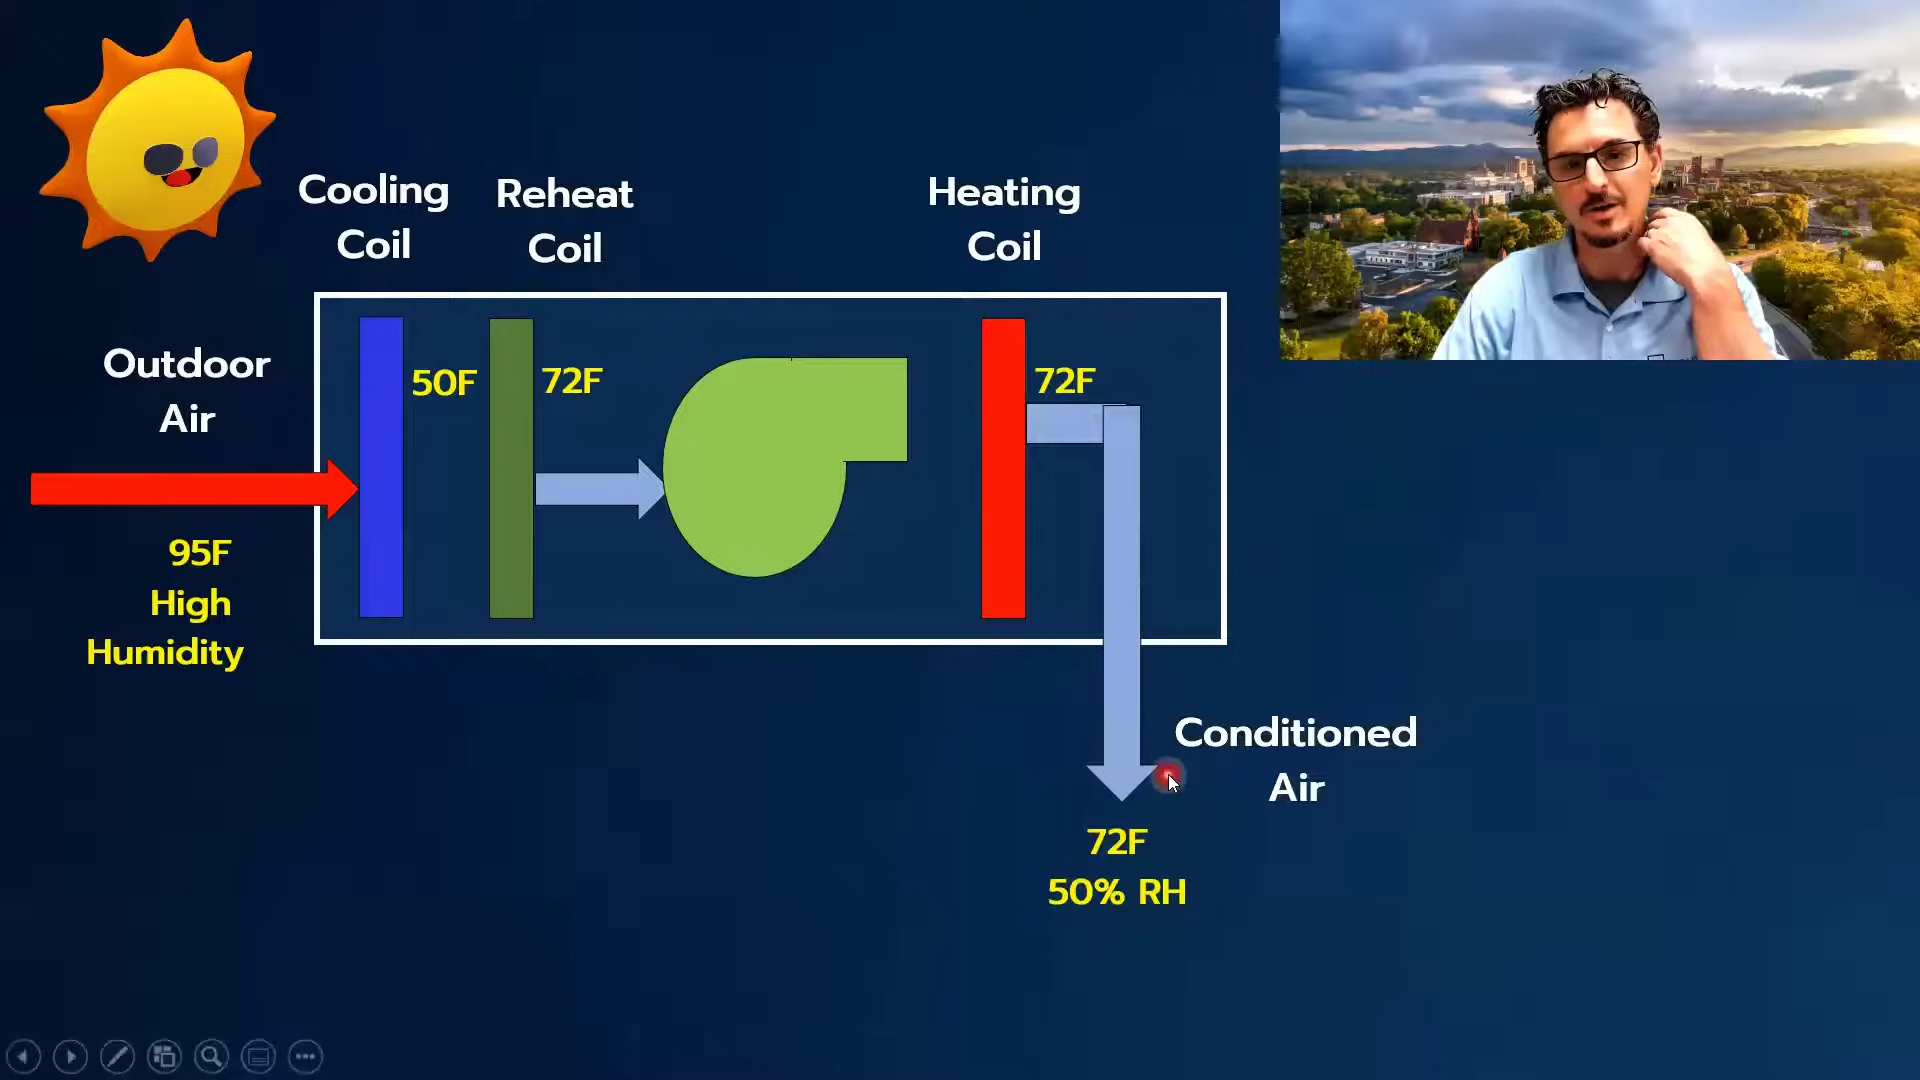 Cooling
Coil
Reheat
Coil
Heating
Coil
Outdoor
Air
50F
72F
72F
95F
High
Humidity
Conditioned
Air
72F
50% RH